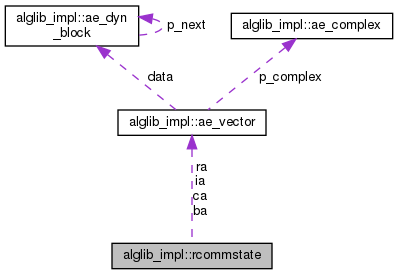 alglib_impl::ae_dyn
_block
p_next
alglib_impl::ae_complex
data
p_complex
alglib_impl::ae_vector
ra
ia
ca
ba
alglib_impl::rcommstate